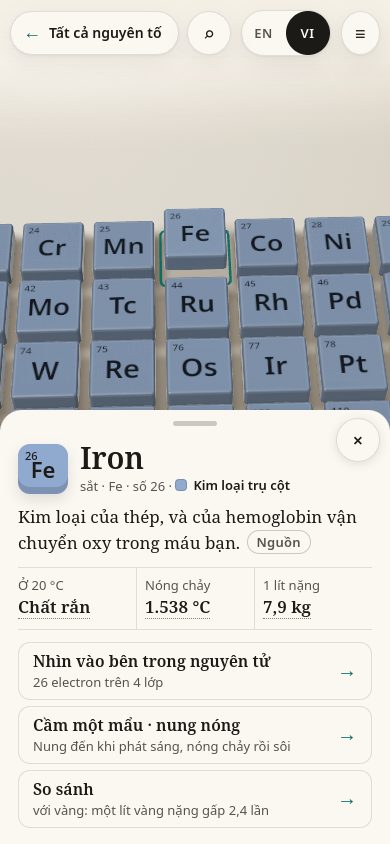 ← Tất cả nguyên tố
EN VI
24 Cr
25 Mn
26 Fe
27 Co
28 Ni
29
42 Mo
43 Tc
44 Ru
45 Rh
46 Pd
74 W
75 Re
76 Os
77 Ir
78 Pt
×
26 Fe
Iron
sắt · Fe · số 26 · Kim loại trụ cột
Kim loại của thép, và của hemoglobin vận
chuyển oxy trong máu bạn. Nguồn
Ở 20 °C
Chất rắn
Nóng chảy
1.538 °C
1 lít nặng
7,9 kg
Nhìn vào bên trong nguyên tử
26 electron trên 4 lớp
→
Cầm một mẩu · nung nóng
Nung đến khi phát sáng, nóng chảy rồi sôi
→
So sánh
với vàng: một lít vàng nặng gấp 2,4 lần
→